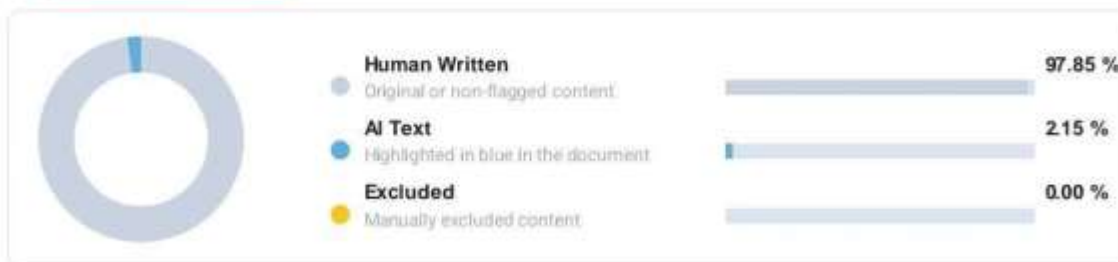 Human Written
97.85 %
Original or non-flagged content
AI Text
2.15 %
Highlighted in blue in the document
Excluded
0.00 %
Manually excluded content